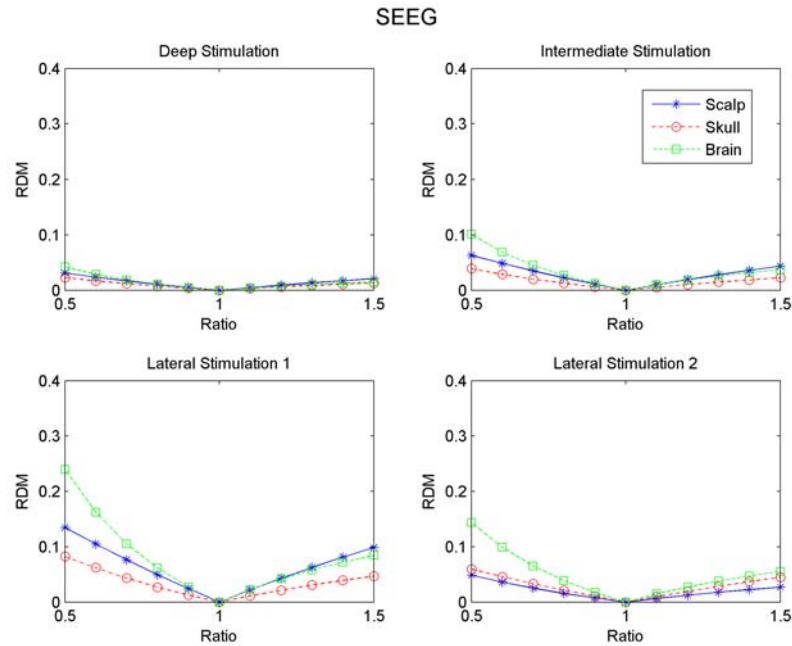 SEEG
Deep Stimulation
0.4
0.3
0.2
0.1
0
RDM
0.5
1
1.5
Ratio
Intermediate Stimulation
0.4
0.3
0.2
0.1
0
RDM
Scalp
Skull
Brain
0.5
1
1.5
Ratio
Lateral Stimulation 1
0.4
0.3
0.2
0.1
0
RDM
0.5
1
1.5
Ratio
Lateral Stimulation 2
0.4
0.3
0.2
0.1
0
RDM
0.5
1
1.5
Ratio